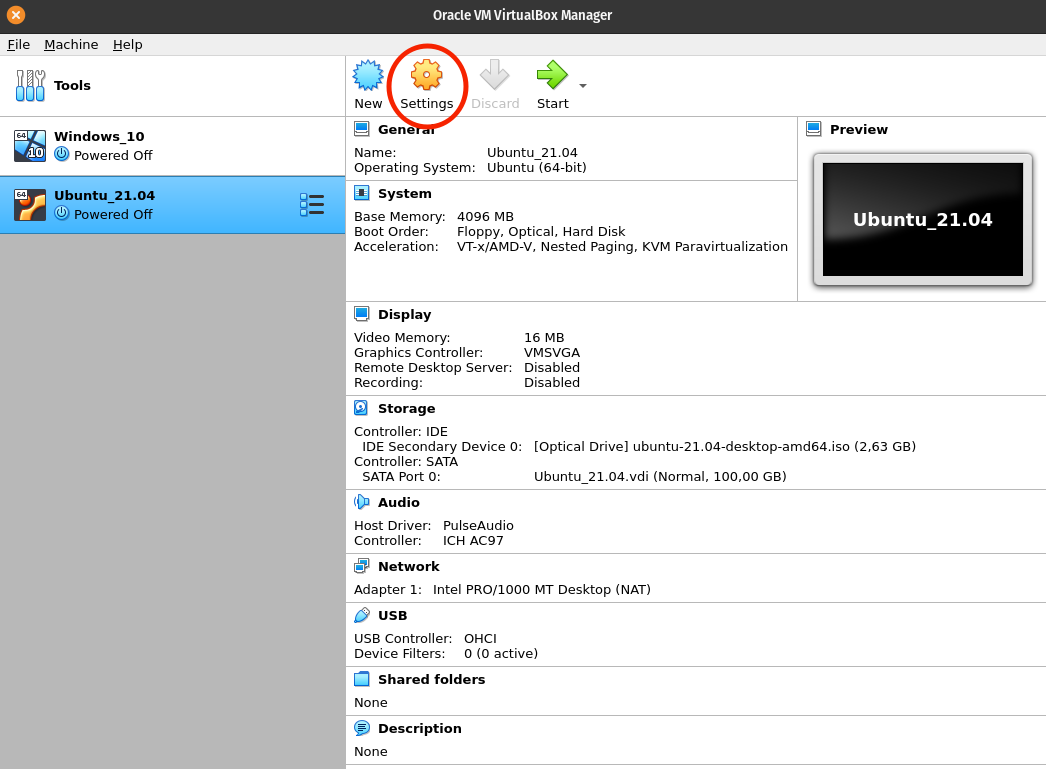 Oracle VM VirtualBox Manager
File Machine Help
Tools
New Settings Discard Start
64
10
Windows_10
Powered Off
64
Ubuntu_21.04
Powered Off
General
Name: Ubuntu_21.04
Operating System: Ubuntu (64-bit)
Preview
Ubuntu_21.04
System
Base Memory: 4096 MB
Boot Order: Floppy, Optical, Hard Disk
Acceleration: VT-x/AMD-V, Nested Paging, KVM Paravirtualization
Display
Video Memory: 16 MB
Graphics Controller: VMSVGA
Remote Desktop Server: Disabled
Recording: Disabled
Storage
Controller: IDE
IDE Secondary Device 0: [Optical Drive] ubuntu-21.04-desktop-amd64.iso (2,63 GB)
Controller: SATA
SATA Port 0: Ubuntu_21.04.vdi (Normal, 100,00 GB)
Audio
Host Driver: PulseAudio
Controller: ICH AC97
Network
Adapter 1: Intel PRO/1000 MT Desktop (NAT)
USB
USB Controller: OHCI
Device Filters: 0 (0 active)
Shared folders
None
Description
None